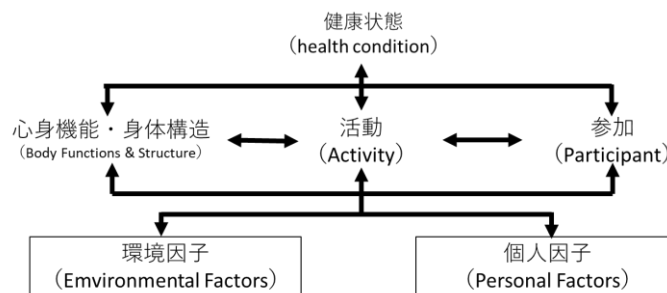 健康状態
(health condition)
心身機能・身体構造
(Body Functions & Structure)
活動
(Activity)
参加
(Participant)
環境因子
(Emvironmental Factors)
個人因子
(Personal Factors)